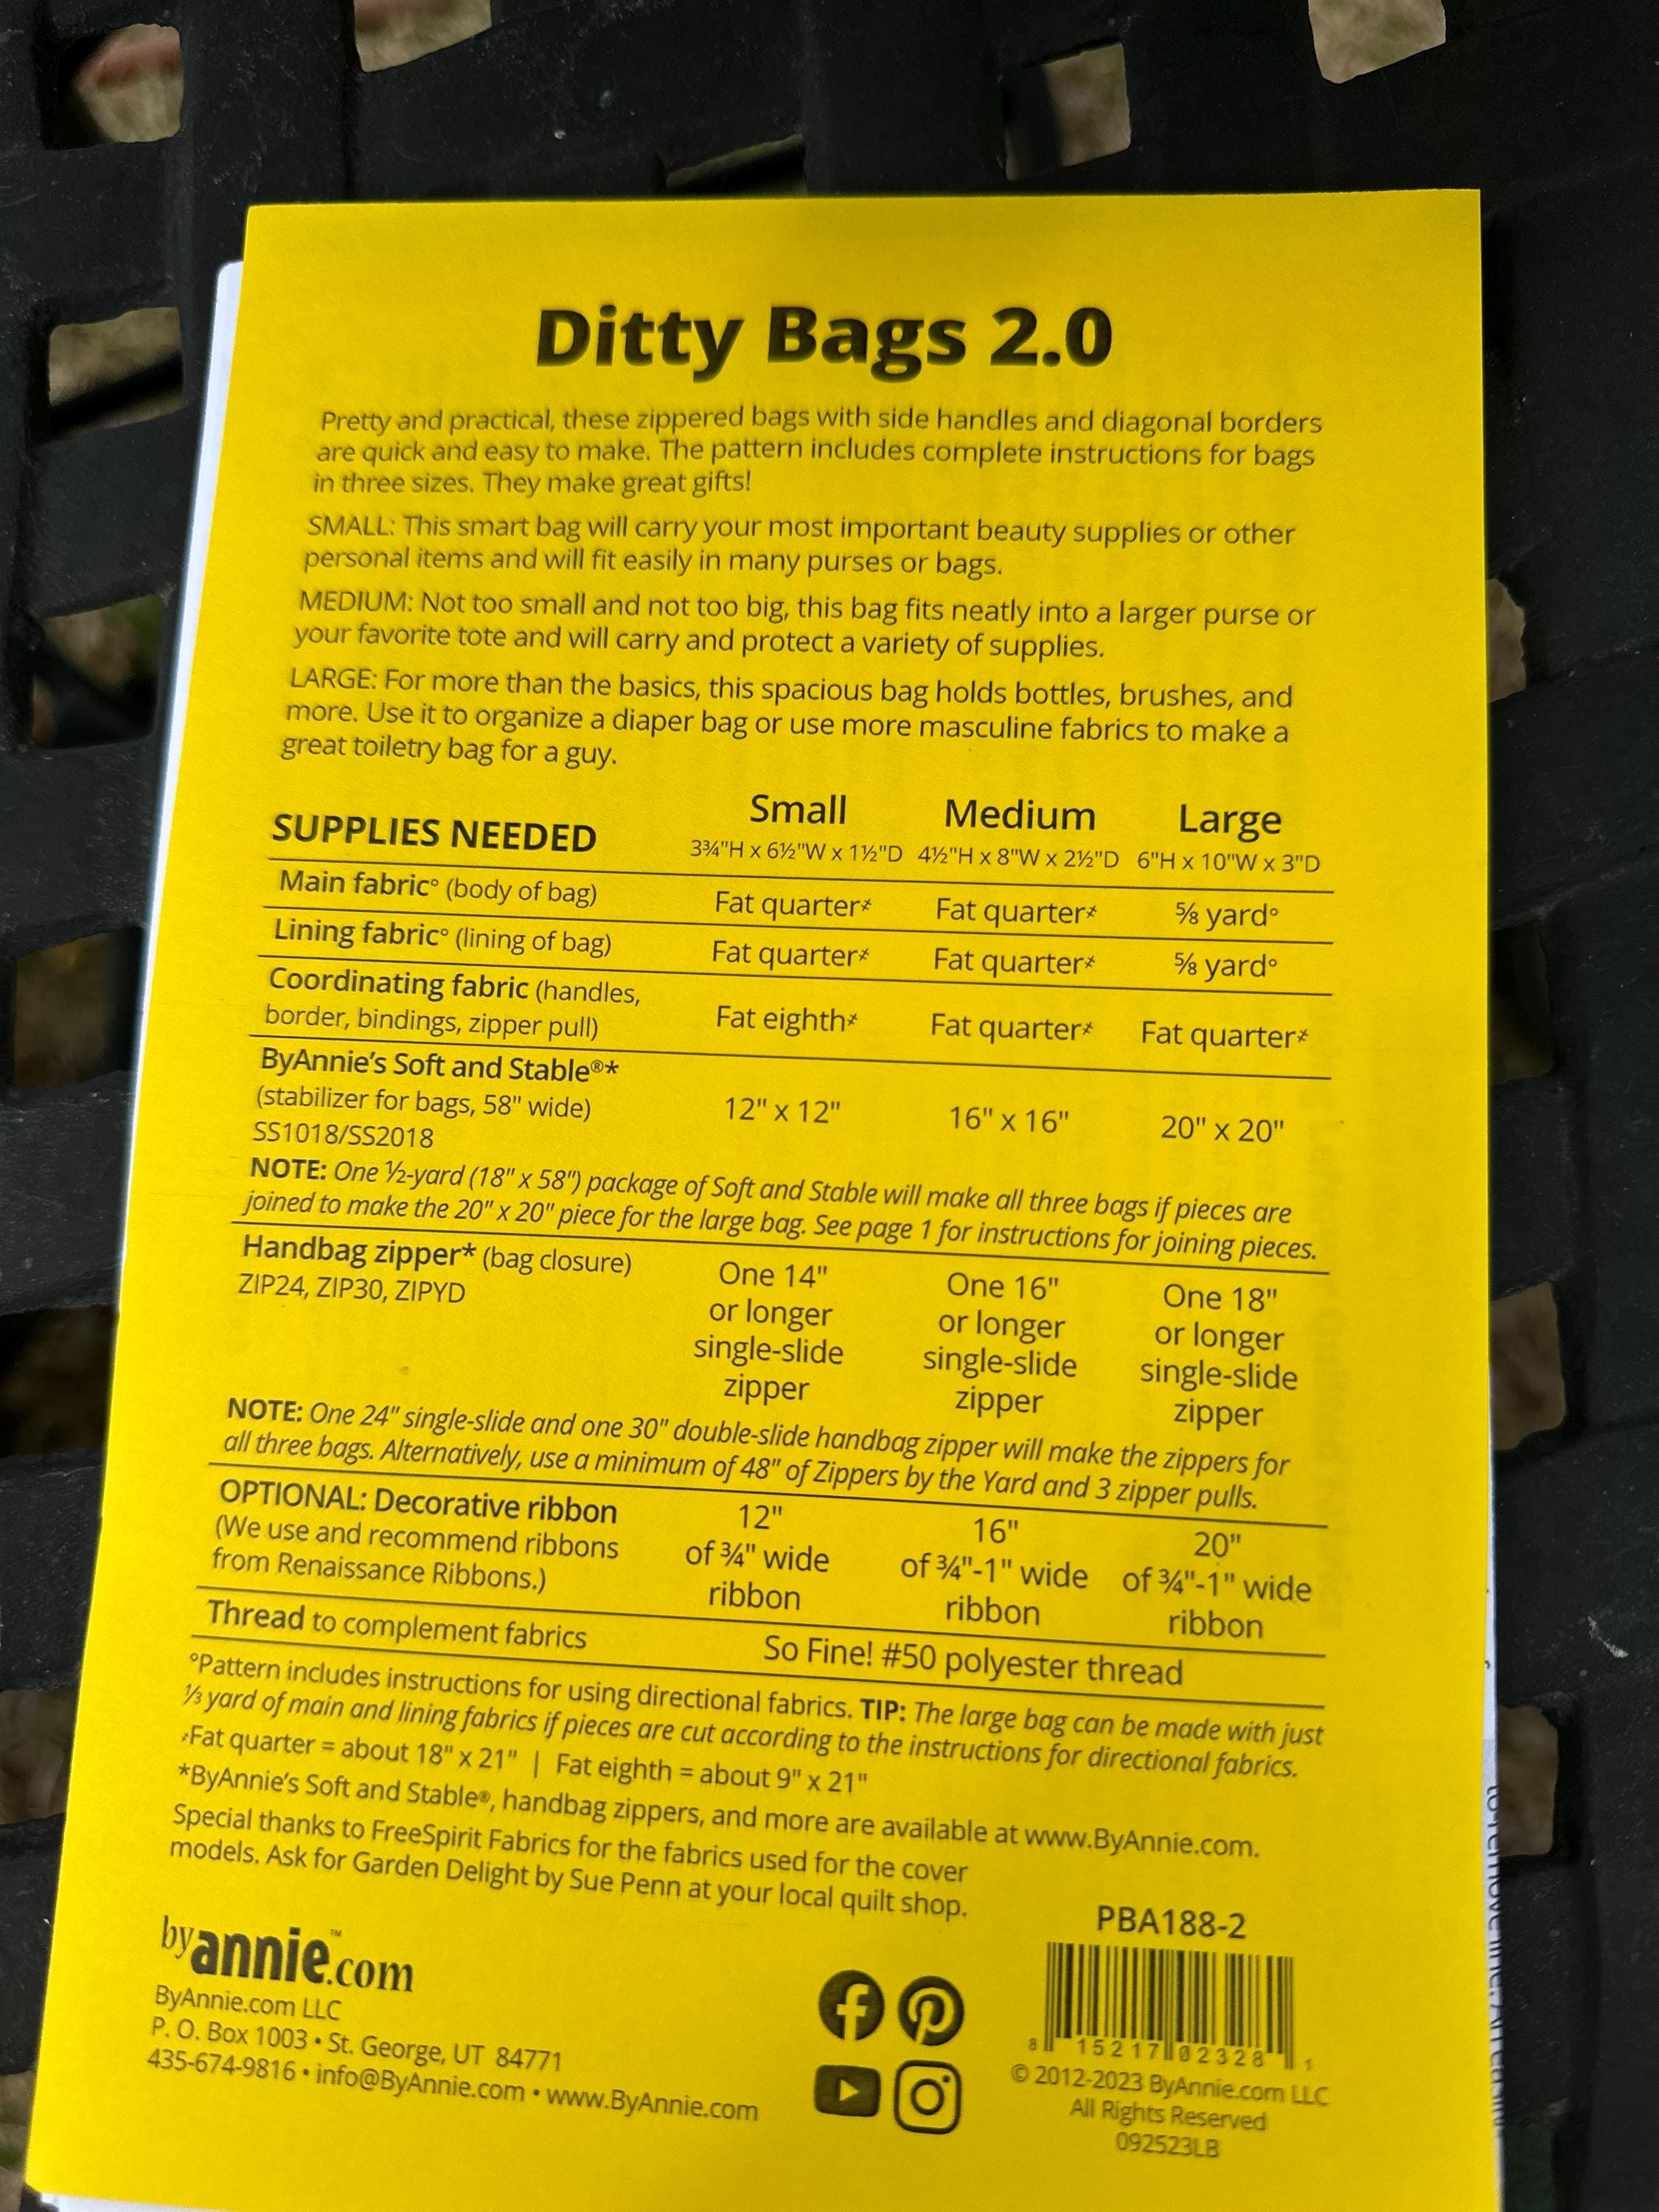 Ditty Bags 2.0
Pretty and practical, these zippered bags with side handles and diagonal borders
are quick and easy to make. The pattern includes complete instructions for bags
in three sizes. They make great gifts!
SMALL: This smart bag will carry your most important beauty supplies or other
personal items and will fit easily in many purses or bags.
MEDIUM: Not too small and not too big, this bag fits neatly into a larger purse or
your favorite tote and will carry and protect a variety of supplies.
LARGE: For more than the basics, this spacious bag holds bottles, brushes, and
more. Use it to organize a diaper bag or use more masculine fabrics to make a
great toiletry bag for a guy.
SUPPLIES NEEDED Small Medium Large
3¾"H x 6½"W x 1½"D 4½"H x 8"W x 2½"D 6"H x 10"W x 3"D
Main fabric° (body of bag) Fat quarter҂ Fat quarter҂ ⅝ yard°
Lining fabric° (lining of bag) Fat quarter҂ Fat quarter҂ ⅝ yard°
Coordinating fabric (handles,
border, bindings, zipper pull) Fat eighth҂ Fat quarter҂ Fat quarter҂
ByAnnie's Soft and Stable®*
(stabilizer for bags, 58" wide) 12" x 12" 16" x 16" 20" x 20"
SS1018/SS2018
NOTE: One ½-yard (18" x 58") package of Soft and Stable will make all three bags if pieces are
joined to make the 20" x 20" piece for the large bag. See page 1 for instructions for joining pieces.
Handbag zipper* (bag closure) One 14" One 16" One 18"
ZIP24, ZIP30, ZIPYD or longer or longer or longer
single-slide single-slide single-slide
zipper zipper zipper
NOTE: One 24" single-slide and one 30" double-slide handbag zipper will make the zippers for
all three bags. Alternatively, use a minimum of 48" of Zippers by the Yard and 3 zipper pulls.
OPTIONAL: Decorative ribbon 12" 16" 20"
(We use and recommend ribbons of ¾" wide of ¾"-1" wide of ¾"-1" wide
from Renaissance Ribbons.) ribbon ribbon ribbon
Thread to complement fabrics So Fine! #50 polyester thread
°Pattern includes instructions for using directional fabrics. TIP: The large bag can be made with just
⅓ yard of main and lining fabrics if pieces are cut according to the instructions for directional fabrics.
҂Fat quarter = about 18" x 21" | Fat eighth = about 9" x 21"
*ByAnnie's Soft and Stable®, handbag zippers, and more are available at www.ByAnnie.com.
Special thanks to FreeSpirit Fabrics for the fabrics used for the cover
models. Ask for Garden Delight by Sue Penn at your local quilt shop.
PBA188-2
byannie.com™
ByAnnie.com LLC
P. O. Box 1003 • St. George, UT 84771
435-674-9816 • info@ByAnnie.com • www.ByAnnie.com
8 15217 02328 1
© 2012-2023 ByAnnie.com LLC
All Rights Reserved
092523LB